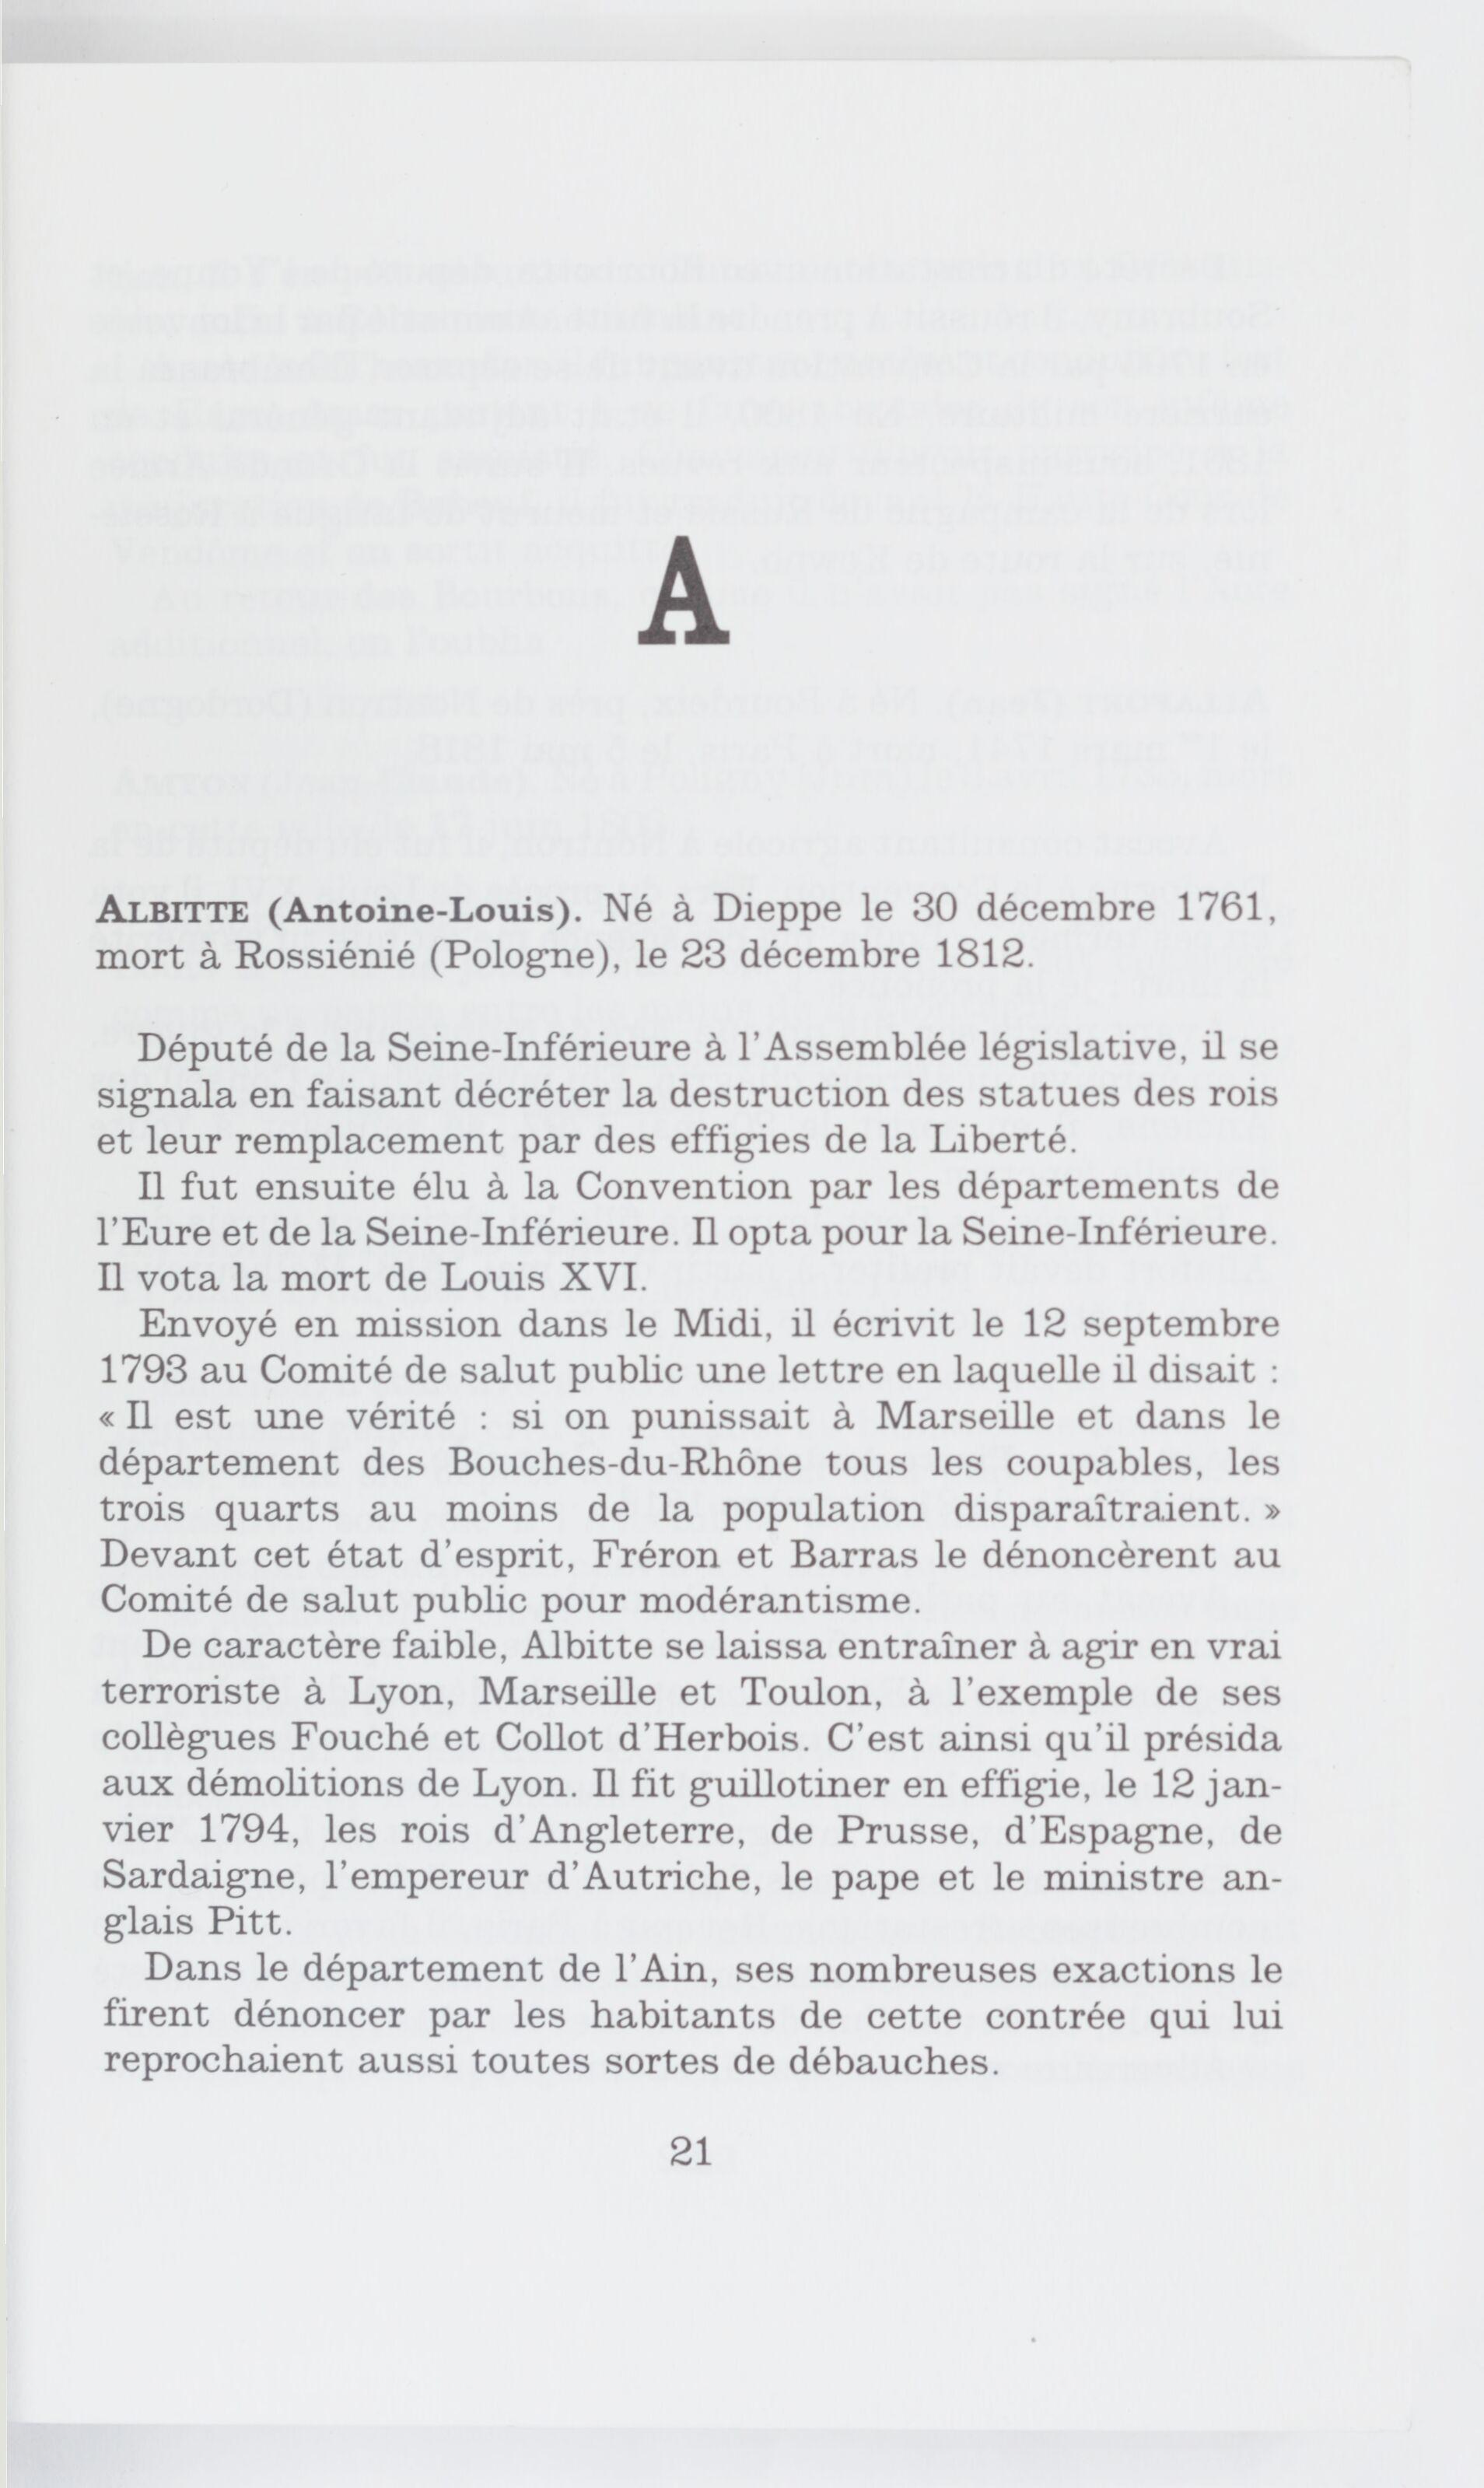 A
ALBITTE (Antoine-Louis). Né à Dieppe le 30 décembre 1761,
mort à Rossiénié (Pologne), le 23 décembre 1812.
Député de la Seine-Inférieure à l'Assemblée législative, il se
signala en faisant décréter la destruction des statues des rois
et leur remplacement par des effigies de la Liberté.
Il fut ensuite élu à la Convention par les départements de
l'Eure et de la Seine-Inférieure. Il opta pour la Seine-Inférieure.
Il vota la mort de Louis XVI.
Envoyé en mission dans le Midi, il écrivit le 12 septembre
1793 au Comité de salut public une lettre en laquelle il disait :
« Il est une vérité : si on punissait à Marseille et dans le
département des Bouches-du-Rhône tous les coupables, les
trois quarts au moins de la population disparaîtraient. »
Devant cet état d'esprit, Fréron et Barras le dénoncèrent au
Comité de salut public pour modérantisme.
De caractère faible, Albitte se laissa entraîner à agir en vrai
terroriste à Lyon, Marseille et Toulon, à l'exemple de ses
collègues Fouché et Collot d'Herbois. C'est ainsi qu'il présida
aux démolitions de Lyon. Il fit guillotiner en effigie, le 12 jan-
vier 1794, les rois d'Angleterre, de Prusse, d'Espagne, de
Sardaigne, l'empereur d'Autriche, le pape et le ministre an-
glais Pitt.
Dans le département de l'Ain, ses nombreuses exactions le
firent dénoncer par les habitants de cette contrée qui lui
reprochaient aussi toutes sortes de débauches.
21